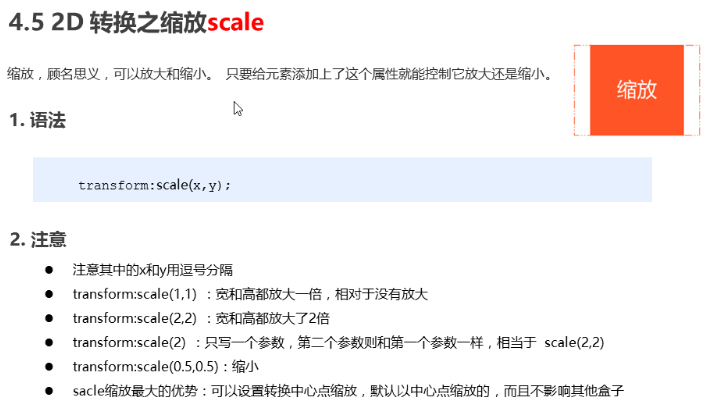 4.5 2D 转换之缩放scale
缩放，顾名思义，可以放大和缩小。 只要给元素添加上了这个属性就能控制它放大还是缩小。
缩放
1. 语法
transform:scale(x,y);
2. 注意
● 注意其中的x和y用逗号分隔
● transform:scale(1,1) ：宽和高都放大一倍，相对于没有放大
● transform:scale(2,2) ：宽和高都放大了2倍
● transform:scale(2) ：只写一个参数，第二个参数则和第一个参数一样，相当于 scale(2,2)
● transform:scale(0.5,0.5)：缩小
● sacle缩放最大的优势：可以设置转换中心点缩放，默认以中心点缩放的，而且不影响其他盒子